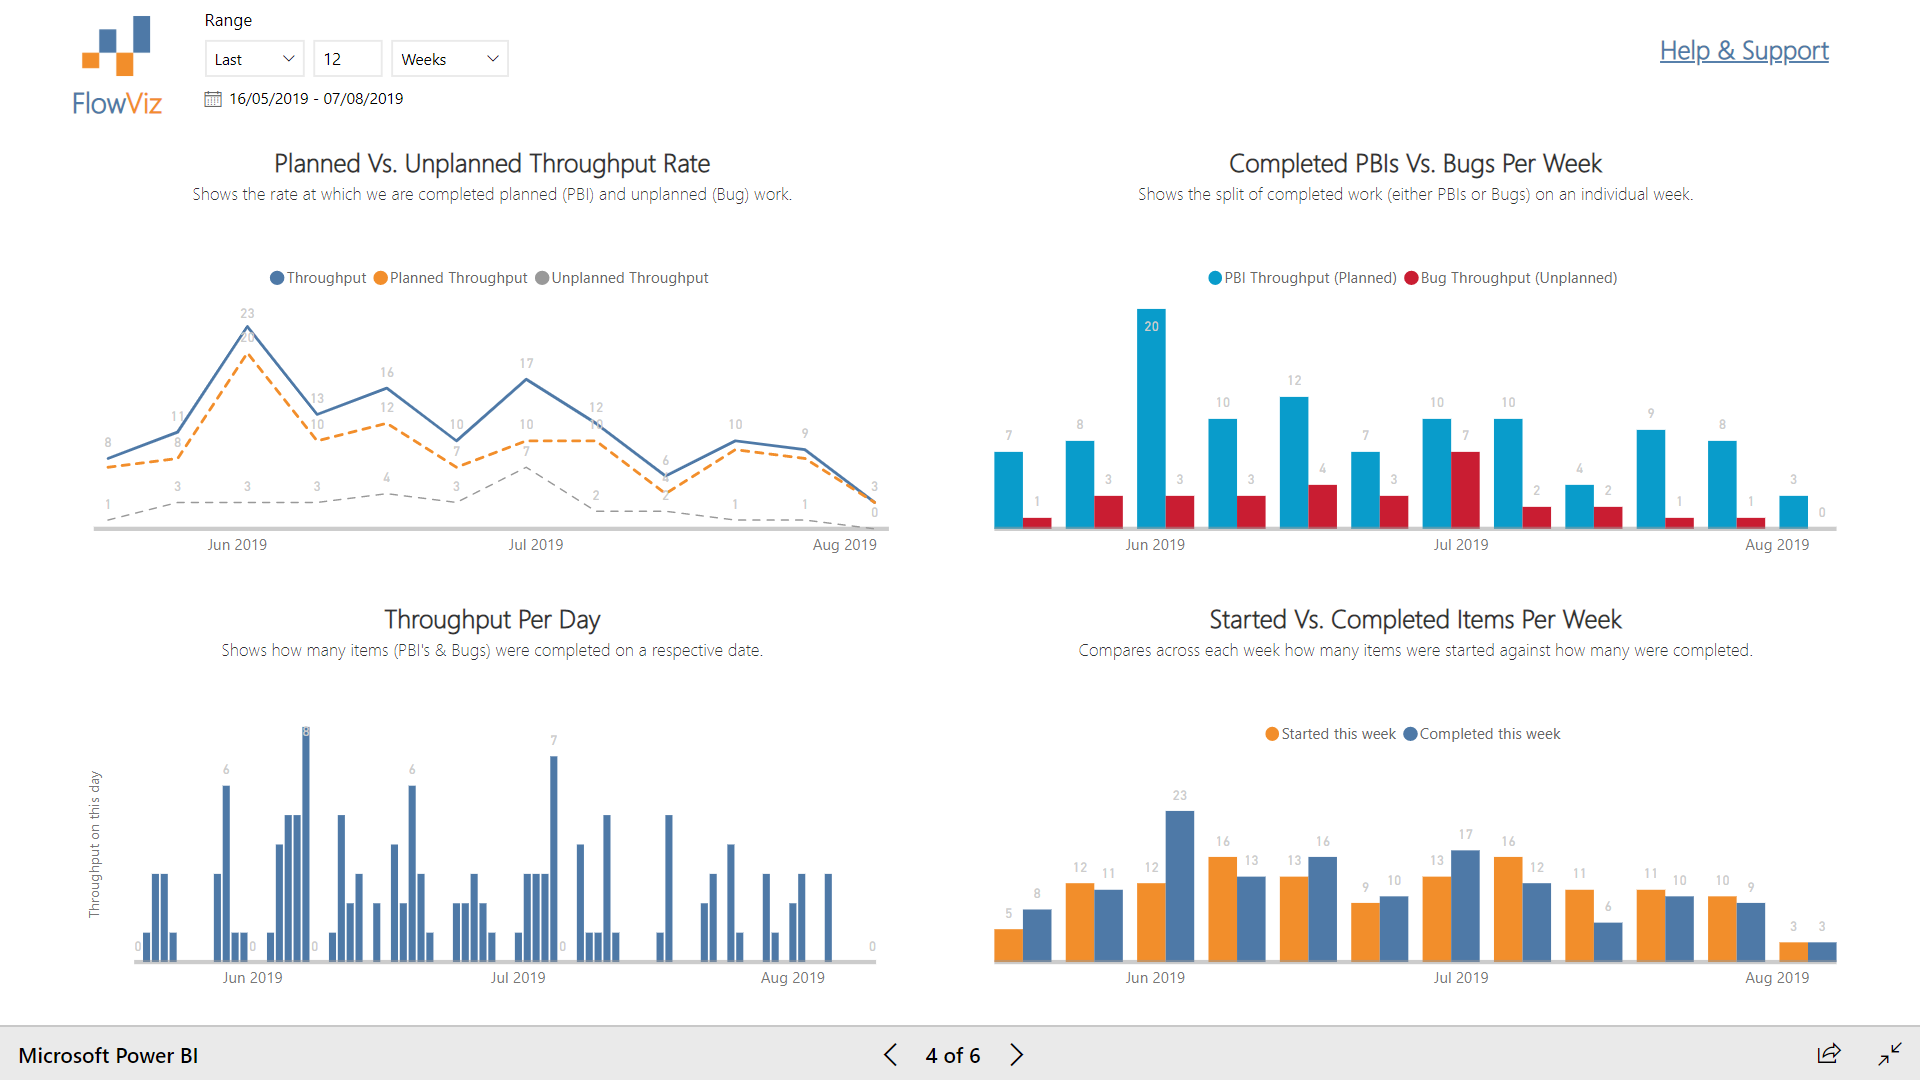 FlowViz
Range
Last 12 Weeks
16/05/2019 - 07/08/2019
Help & Support
Planned Vs. Unplanned Throughput Rate
Shows the rate at which we are completed planned (PBI) and unplanned (Bug) work.
Throughput Planned Throughput Unplanned Throughput
23
20
17
16
13
12
12
11
10
10
10
10
10
9
8
8
7
7
6
4
4
3
3
3
3
3
2
2
1
1
1
0
Jun 2019 Jul 2019 Aug 2019
Completed PBIs Vs. Bugs Per Week
Shows the split of completed work (either PBIs or Bugs) on an individual week.
PBI Throughput (Planned) Bug Throughput (Unplanned)
7 1 8 3 20 3 10 3 12 4 7 3 10 7 10 2 4 2 9 1 8 1 3 0
Jun 2019 Jul 2019 Aug 2019
Throughput Per Day
Shows how many items (PBI's & Bugs) were completed on a respective date.
Throughput on this day
0 6 0 8 0 6 7 0 0
Jun 2019 Jul 2019 Aug 2019
Started Vs. Completed Items Per Week
Compares across each week how many items were started against how many were completed.
Started this week Completed this week
5 8 12 11 12 23 16 13 13 16 9 10 13 17 16 12 11 6 11 10 10 9 3 3
Jun 2019 Jul 2019 Aug 2019
Microsoft Power BI
4 of 6